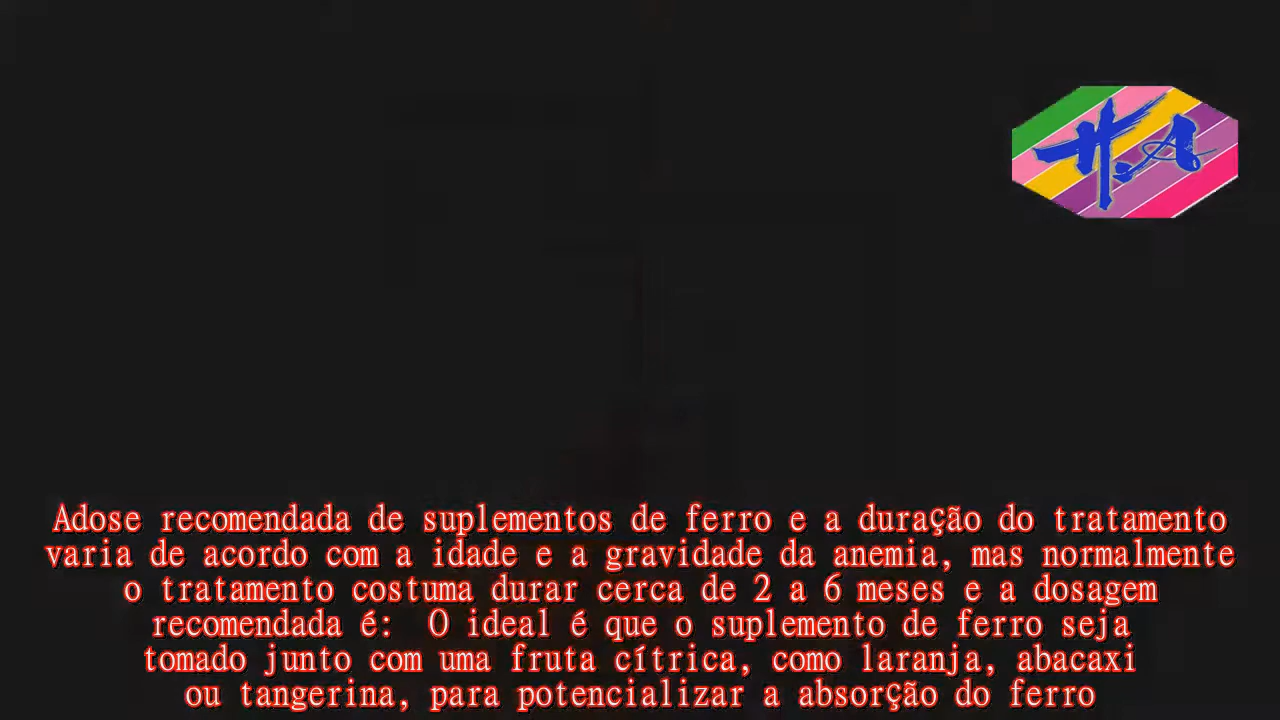 HA
Adose recomendada de suplementos de ferro e a duração do tratamento
varia de acordo com a idade e a gravidade da anemia, mas normalmente
o tratamento costuma durar cerca de 2 a 6 meses e a dosagem
recomendada é: O ideal é que o suplemento de ferro seja
tomado junto com uma fruta cítrica, como laranja, abacaxi
ou tangerina, para potencializar a absorção do ferro